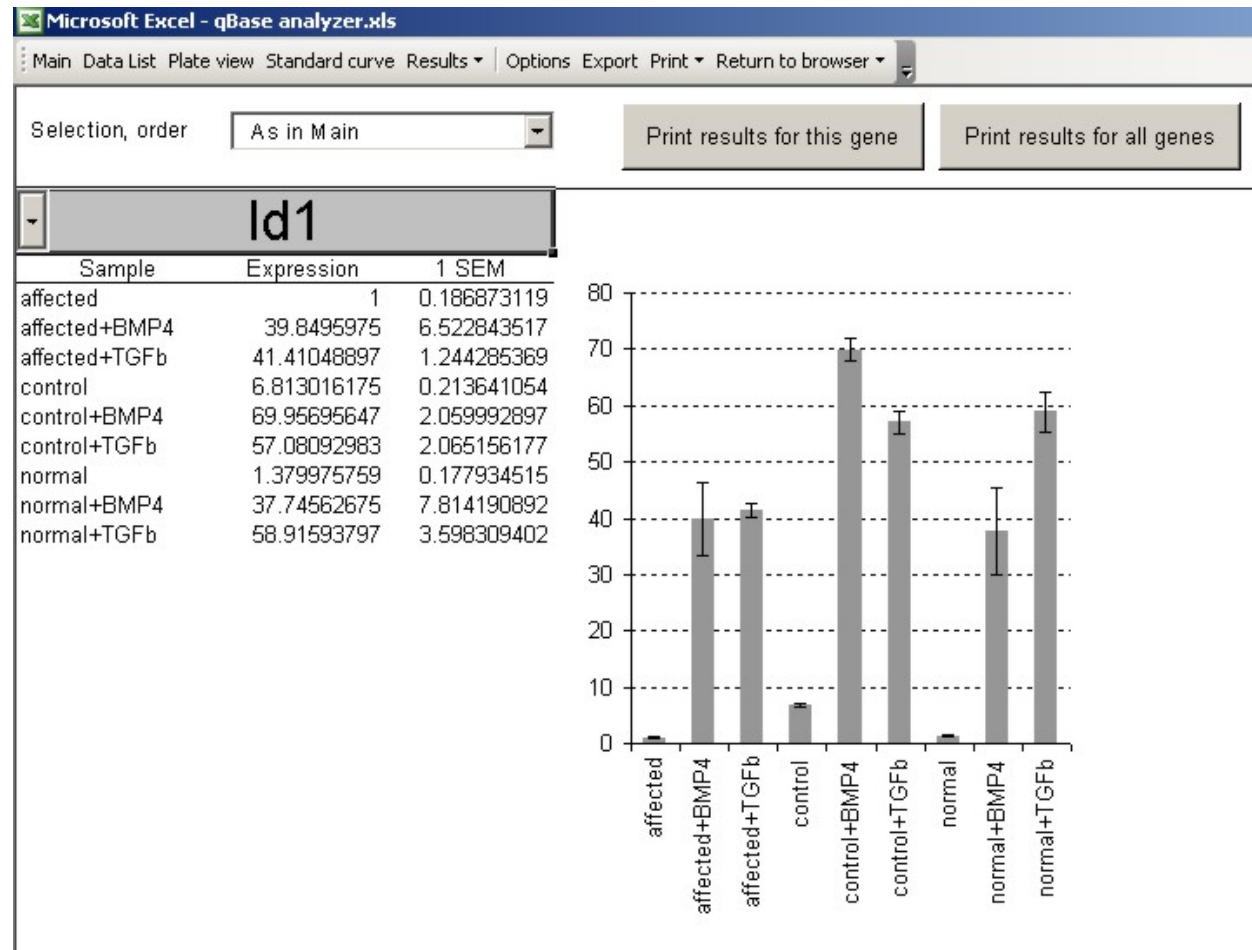 Microsoft Excel - qBase analyzer.xls
Main Data List Plate view Standard curve Results Options Export Print Return to browser
Selection, order As in Main Print results for this gene Print results for all genes
Id1
Sample Expression 1 SEM
affected 1 0.186873119
affected+BMP4 39.8495975 6.522843517
affected+TGFb 41.41048897 1.244285369
control 6.813016175 0.213641054
control+BMP4 69.95695647 2.059992897
control+TGFb 57.08092983 2.065156177
normal 1.379975759 0.177934515
normal+BMP4 37.74562675 7.814190892
normal+TGFb 58.91593797 3.598309402
80
70
60
50
40
30
20
10
0
affected
affected+BMP4
affected+TGFb
control
control+BMP4
control+TGFb
normal
normal+BMP4
normal+TGFb